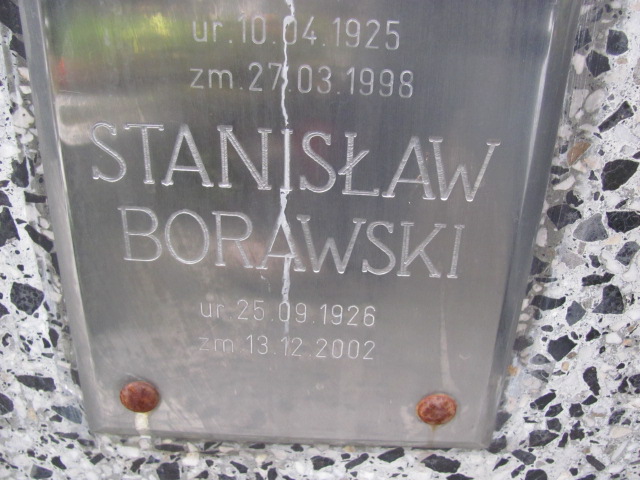 ur.10.04.1925
zm.27.03.1998
STANISŁAW
BORAWSKI
ur.25.09.1926
zm.13.12.2002